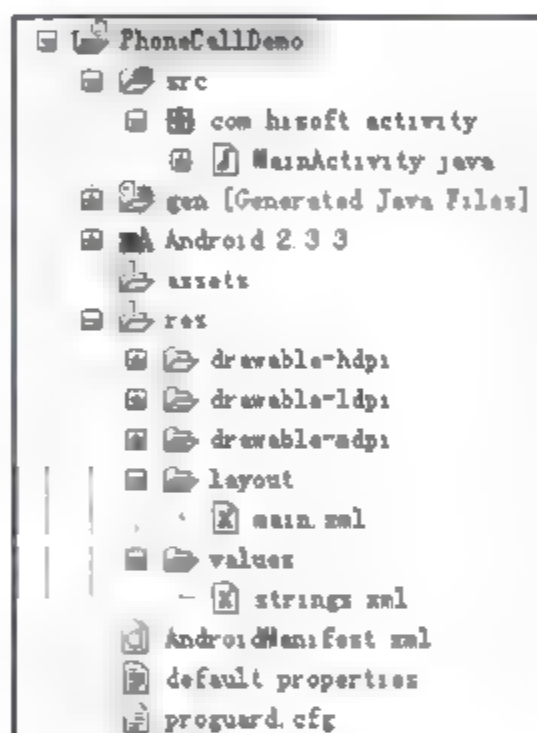 PhoneCallDemo
src
com hisoft activity
MainActivity java
gen [Generated Java Files]
Android 2.3 3
assets
res
drawable-hdpi
drawable-ldpi
drawable-mdpi
layout
main.xml
values
strings xml
AndroidManifest xml
default properties
proguard.cfg